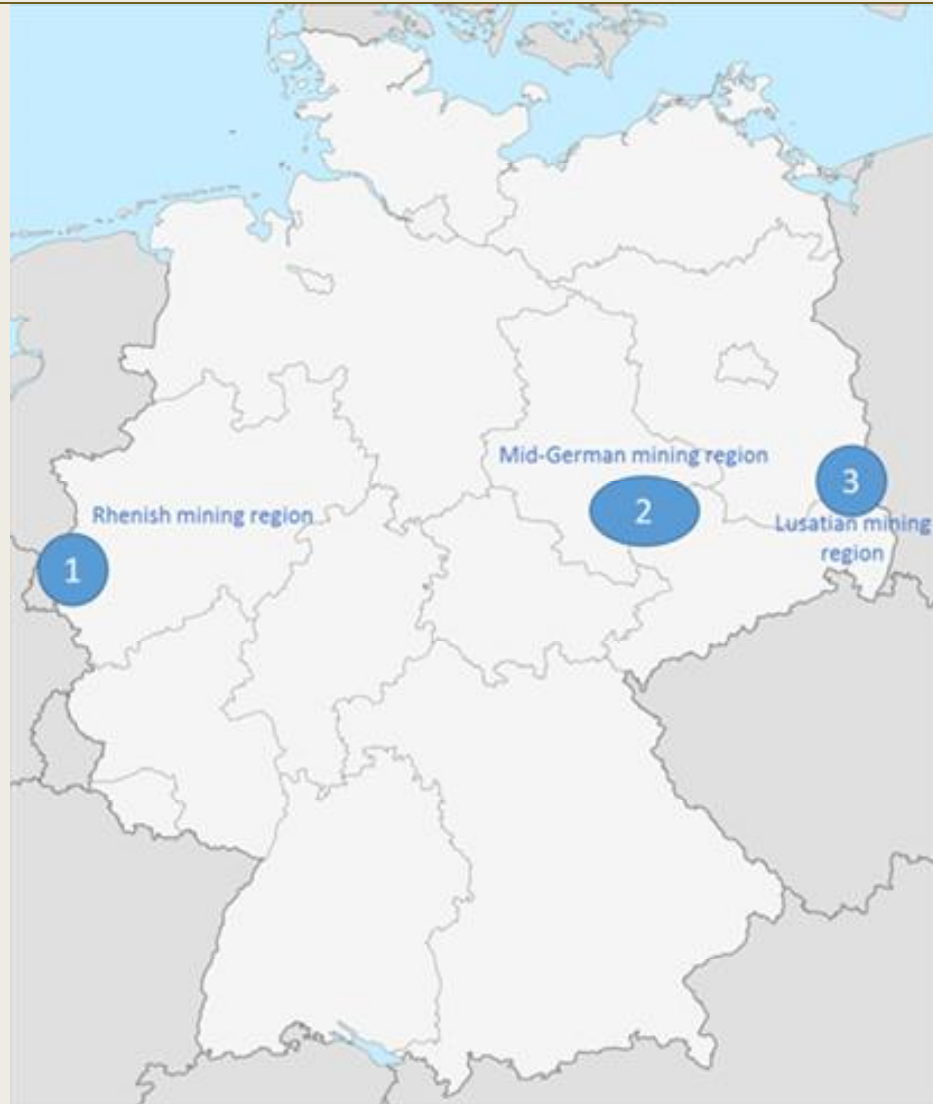 Mid-German mining region
3
2
Rhenish mining region
Lusatian mining
region
1